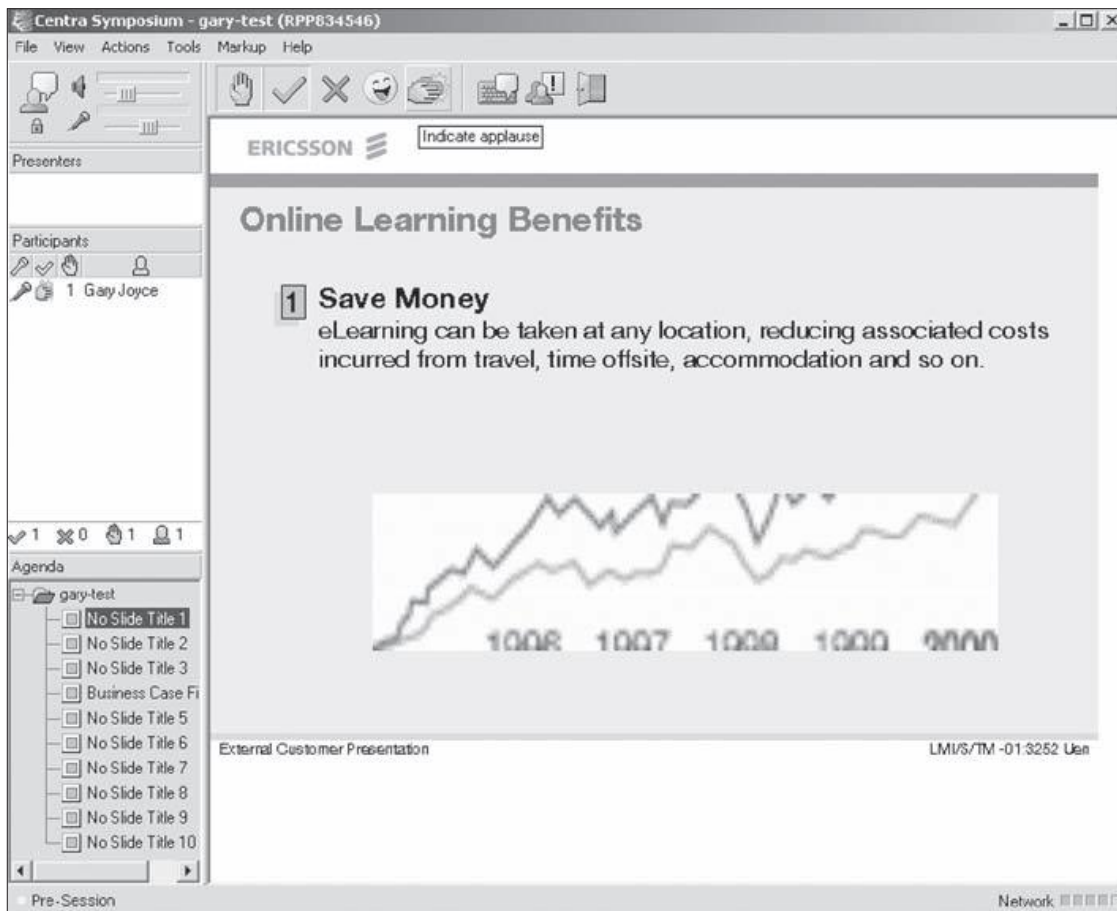 Centra Symposium - gary-test (RPP834546)
File View Actions Tools Markup Help
Indicate applause
Presenters
Participants
1 Gary Joyce
1 0 1 1
Agenda
gary-test
No Slide Title 1
No Slide Title 2
No Slide Title 3
Business Case Fi
No Slide Title 5
No Slide Title 6
No Slide Title 7
No Slide Title 8
No Slide Title 9
No Slide Title 10
ERICSSON
Online Learning Benefits
1 Save Money
eLearning can be taken at any location, reducing associated costs
incurred from travel, time offsite, accommodation and so on.
1997 1999 2000
External Customer Presentation
LMI/S/TM -01:3252 Uen
Pre-Session
Network